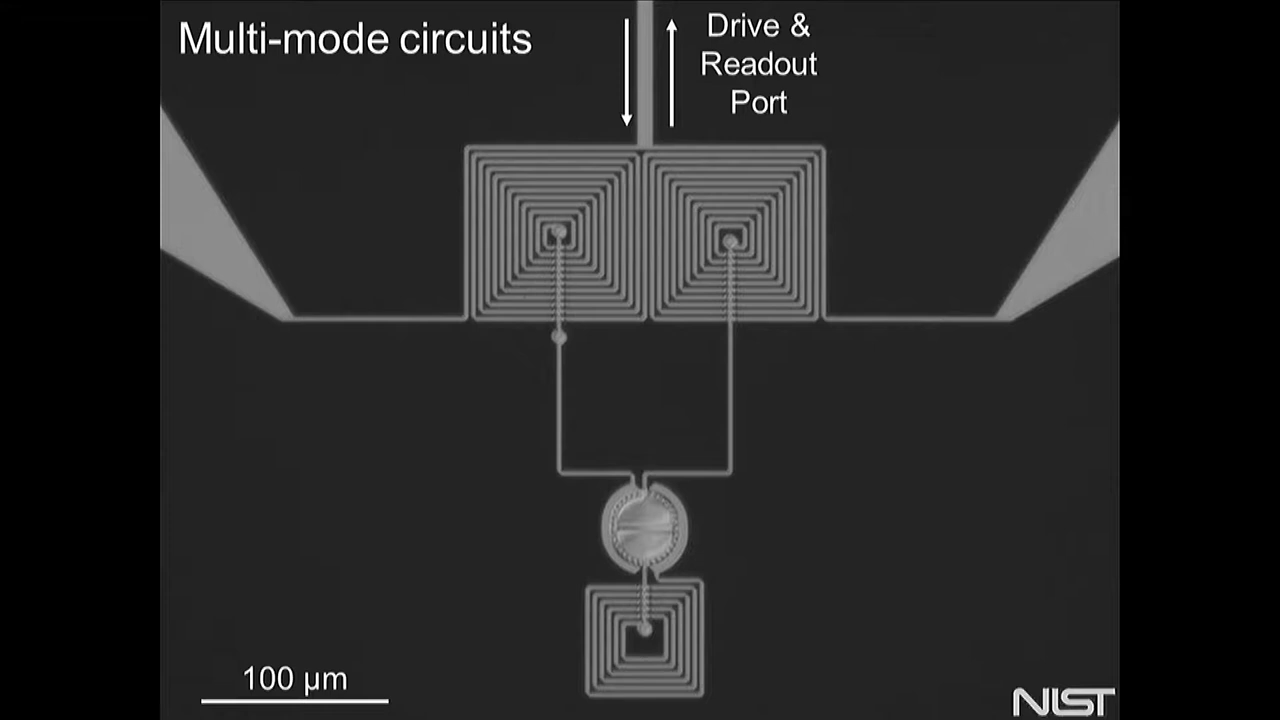 Multi-mode circuits
Drive &
Readout
Port
100 µm
NIST